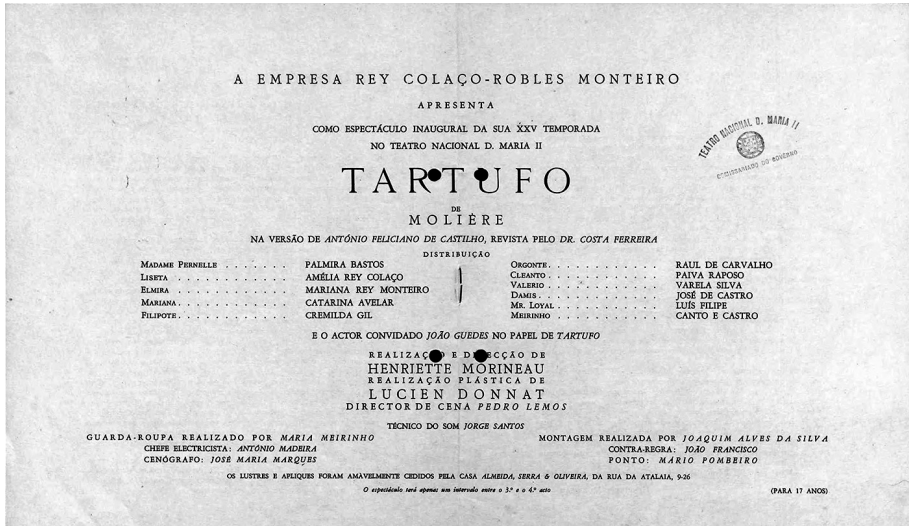 A EMPRESA REY COLAÇO-ROBLES MONTEIRO
APRESENTA
COMO ESPECTÁCULO INAUGURAL DA SUA XXV TEMPORADA
NO TEATRO NACIONAL D. MARIA II
TEATRO NACIONAL D. MARIA II
COMISSARIADO DO GOVÊRNO
TARTUFO
DE
MOLIÈRE
NA VERSÃO DE ANTÓNIO FELICIANO DE CASTILHO, REVISTA PELO DR. COSTA FERREIRA
DISTRIBUIÇÃO
MADAME PERNELLE . . . . . . . PALMIRA BASTOS
LISETA . . . . . . . . . . . . AMÉLIA REY COLAÇO
ELMIRA . . . . . . . . . . . . MARIANA REY MONTEIRO
MARIANA . . . . . . . . . . . . CATARINA AVELAR
FILIPOTE . . . . . . . . . . . . CREMILDA GIL
ORGONTE . . . . . . . . . . . . RAUL DE CARVALHO
CLEANTO . . . . . . . . . . . . PAIVA RAPOSO
VALERIO . . . . . . . . . . . . VARELA SILVA
DAMIS . . . . . . . . . . . . JOSÉ DE CASTRO
MR. LOYAL . . . . . . . . . . . . LUÍS FILIPE
MEIRINHO . . . . . . . . . . . . CANTO E CASTRO
E O ACTOR CONVIDADO JOÃO GUEDES NO PAPEL DE TARTUFO
REALIZAÇÃO E DIRECÇÃO DE
HENRIETTE MORINEAU
REALIZAÇÃO PLÁSTICA DE
LUCIEN DONNAT
DIRECTOR DE CENA PEDRO LEMOS
TÉCNICO DO SOM JORGE SANTOS
GUARDA-ROUPA REALIZADO POR MARIA MEIRINHO
CHEFE ELECTRICISTA: ANTÓNIO MADEIRA
CENÓGRAFO: JOSÉ MARIA MARQUES
MONTAGEM REALIZADA POR JOAQUIM ALVES DA SILVA
CONTRA-REGRA: JOÃO FRANCISCO
PONTO: MÁRIO POMBEIRO
OS LUSTRES E APLIQUES FORAM AMÀVELMENTE CEDIDOS PELA CASA ALMEIDA, SERRA & OLIVEIRA, DA RUA DA ATALAIA, 9-26
O espectáculo terá apenas um intervalo entre o 3.º e o 4.º acto
(PARA 17 ANOS)